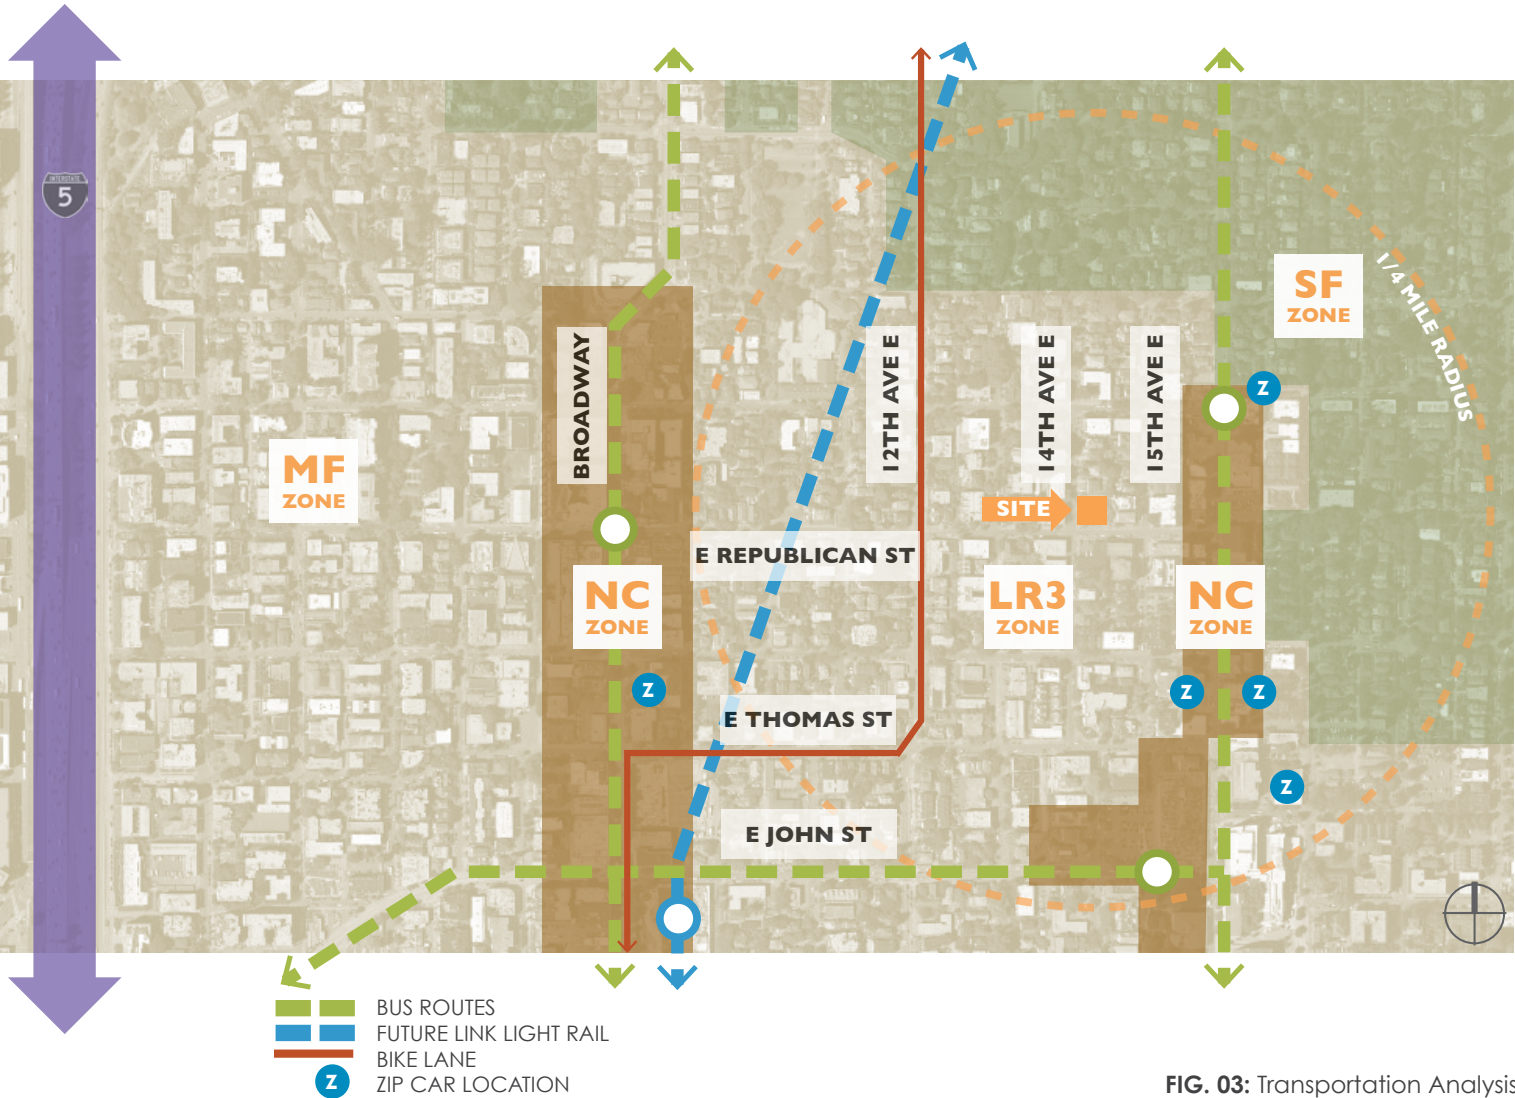 INTERSTATE
5
SF
ZONE
1/4 MILE RADIUS
BROADWAY
12TH AVE E
14TH AVE E
15TH AVE E
Z
MF
ZONE
SITE
E REPUBLICAN ST
NC
ZONE
LR3
ZONE
NC
ZONE
Z
Z
Z
E THOMAS ST
Z
E JOHN ST
BUS ROUTES
FUTURE LINK LIGHT RAIL
BIKE LANE
Z ZIP CAR LOCATION
FIG. 03: Transportation Analysis